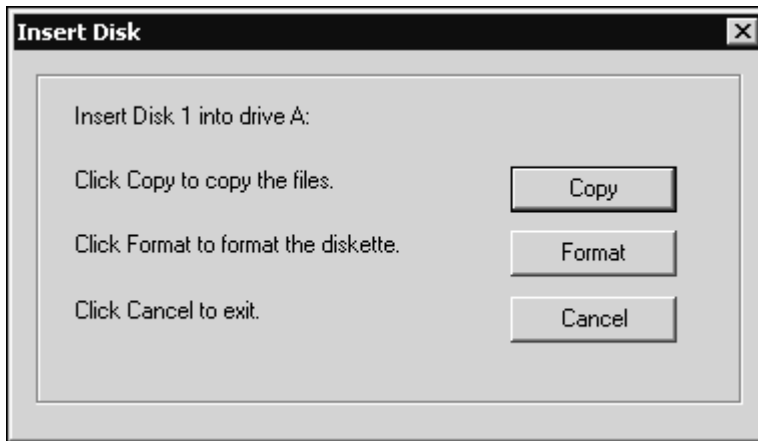 Insert Disk
Insert Disk 1 into drive A:
Click Copy to copy the files.
Copy
Click Format to format the diskette.
Format
Click Cancel to exit.
Cancel